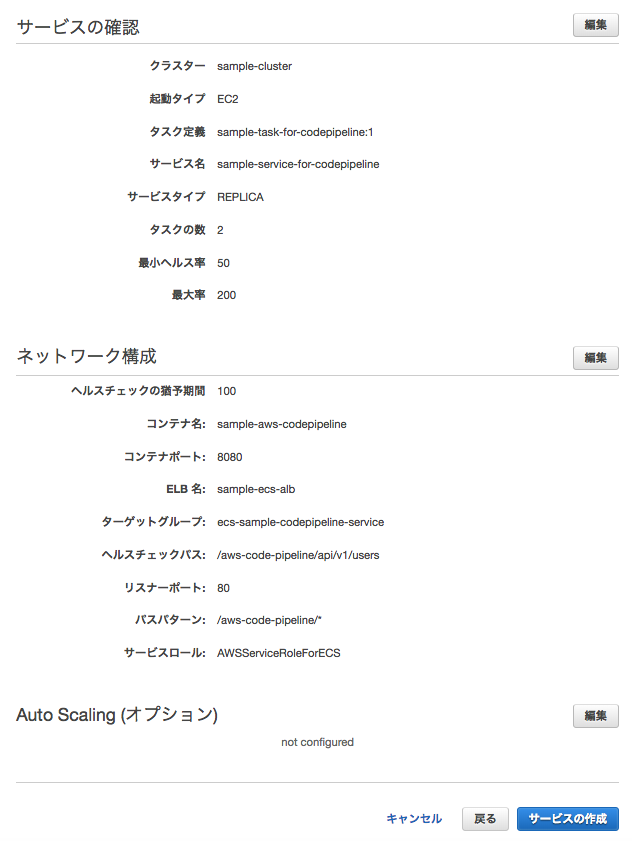 サービスの確認
編集
クラスター sample-cluster
起動タイプ EC2
タスク定義 sample-task-for-codepipeline:1
サービス名 sample-service-for-codepipeline
サービスタイプ REPLICA
タスクの数 2
最小ヘルス率 50
最大率 200
ネットワーク構成
編集
ヘルスチェックの猶予期間 100
コンテナ名: sample-aws-codepipeline
コンテナポート: 8080
ELB 名: sample-ecs-alb
ターゲットグループ: ecs-sample-codepipeline-service
ヘルスチェックパス: /aws-code-pipeline/api/v1/users
リスナーポート: 80
パスパターン: /aws-code-pipeline/*
サービスロール: AWSServiceRoleForECS
Auto Scaling (オプション)
編集
not configured
キャンセル 戻る サービスの作成